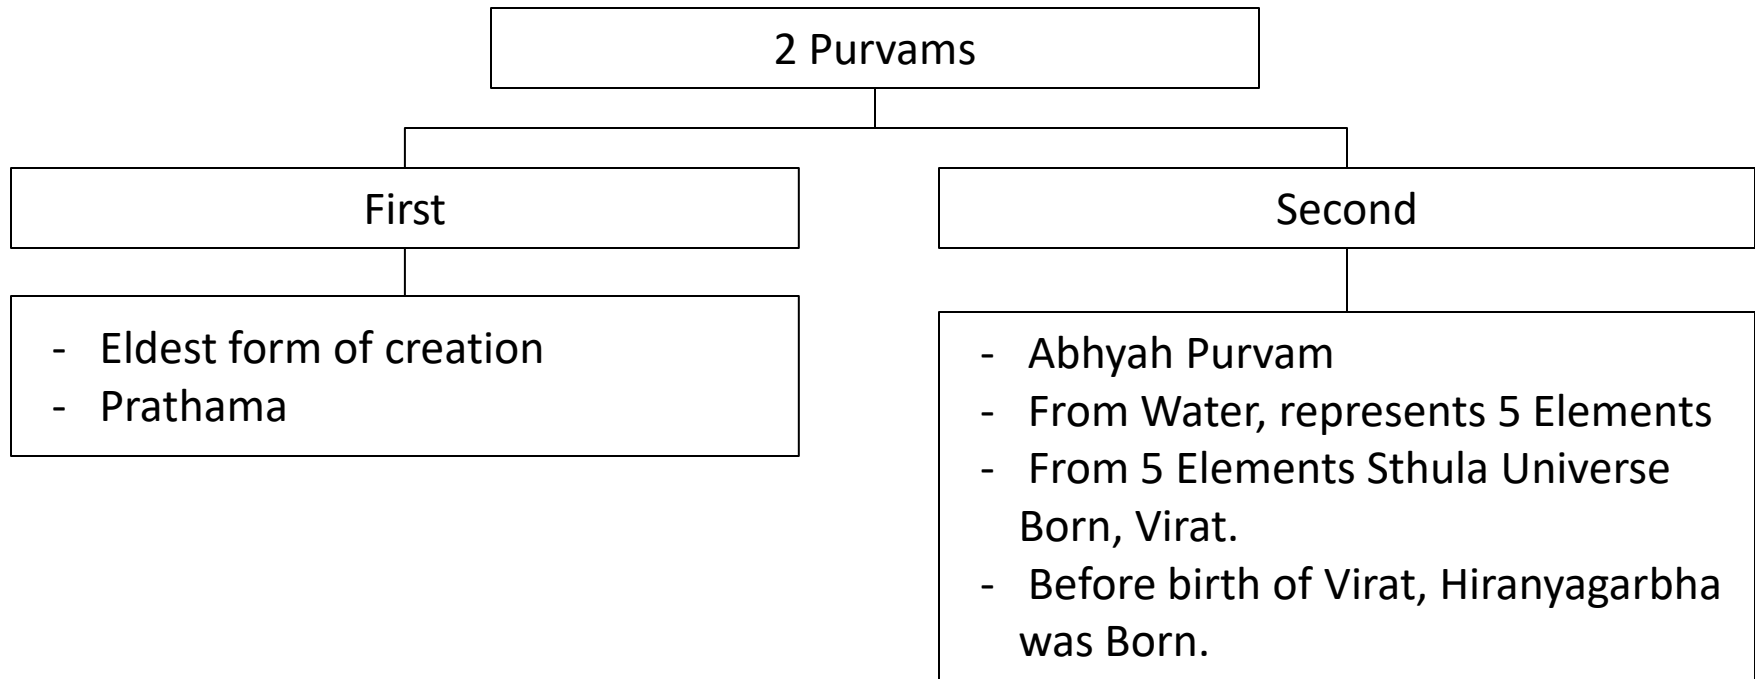 2 Purvams
First
- Eldest form of creation
- Prathama
Second
- Abhyah Purvam
- From Water, represents 5 Elements
- From 5 Elements Sthula Universe
Born, Virat.
- Before birth of Virat, Hiranyagarbha
was Born.